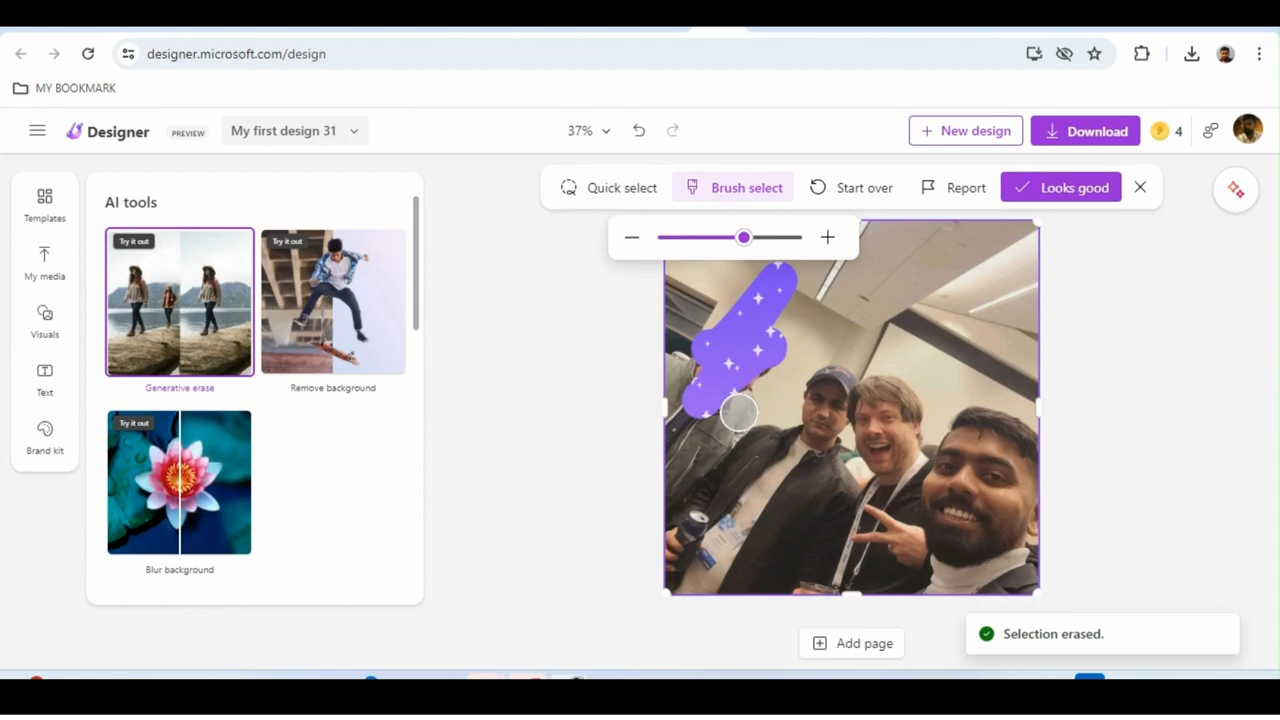 designer.microsoft.com/design
MY BOOKMARK
Designer PREVIEW My first design 31 37% + New design Download 4
Quick select Brush select Start over Report Looks good
Templates
My media
Visuals
Text
Brand kit
AI tools
Try it out Try it out
Generative erase Remove background
Try it out
Blur background
Add page
Selection erased.